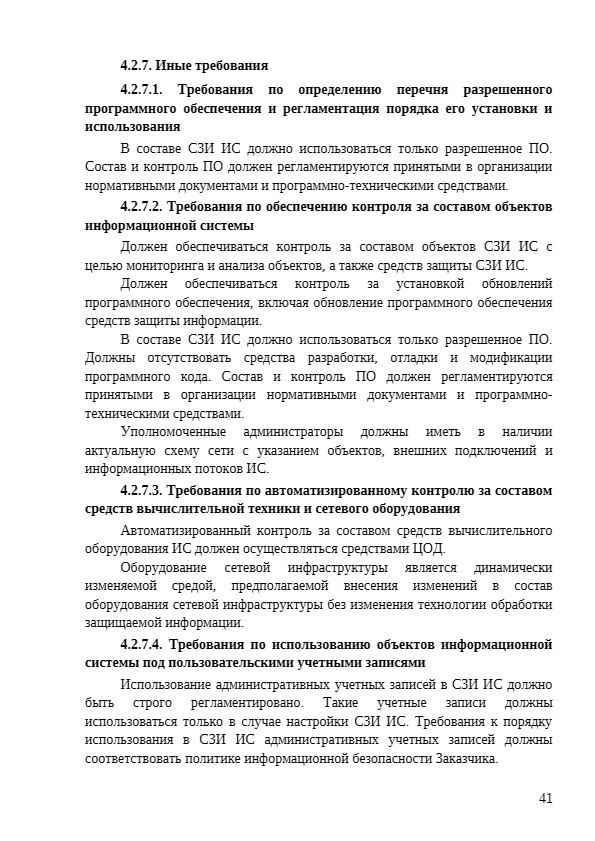 4.2.7. Иные требования
4.2.7.1. Требования по определению перечня разрешенного
программного обеспечения и регламентация порядка его установки и
использования
В составе СЗИ ИС должно использоваться только разрешенное ПО.
Состав и контроль ПО должен регламентируются принятыми в организации
нормативными документами и программно-техническими средствами.
4.2.7.2. Требования по обеспечению контроля за составом объектов
информационной системы
Должен обеспечиваться контроль за составом объектов СЗИ ИС с
целью мониторинга и анализа объектов, а также средств защиты СЗИ ИС.
Должен обеспечиваться контроль за установкой обновлений
программного обеспечения, включая обновление программного обеспечения
средств защиты информации.
В составе СЗИ ИС должно использоваться только разрешенное ПО.
Должны отсутствовать средства разработки, отладки и модификации
программного кода. Состав и контроль ПО должен регламентируются
принятыми в организации нормативными документами и программно-
техническими средствами.
Уполномоченные администраторы должны иметь в наличии
актуальную схему сети с указанием объектов, внешних подключений и
информационных потоков ИС.
4.2.7.3. Требования по автоматизированному контролю за составом
средств вычислительной техники и сетевого оборудования
Автоматизированный контроль за составом средств вычислительного
оборудования ИС должен осуществляться средствами ЦОД.
Оборудование сетевой инфраструктуры является динамически
изменяемой средой, предполагаемой внесения изменений в состав
оборудования сетевой инфраструктуры без изменения технологии обработки
защищаемой информации.
4.2.7.4. Требования по использованию объектов информационной
системы под пользовательскими учетными записями
Использование административных учетных записей в СЗИ ИС должно
быть строго регламентировано. Такие учетные записи должны
использоваться только в случае настройки СЗИ ИС. Требования к порядку
использования в СЗИ ИС административных учетных записей должны
соответствовать политике информационной безопасности Заказчика.
41